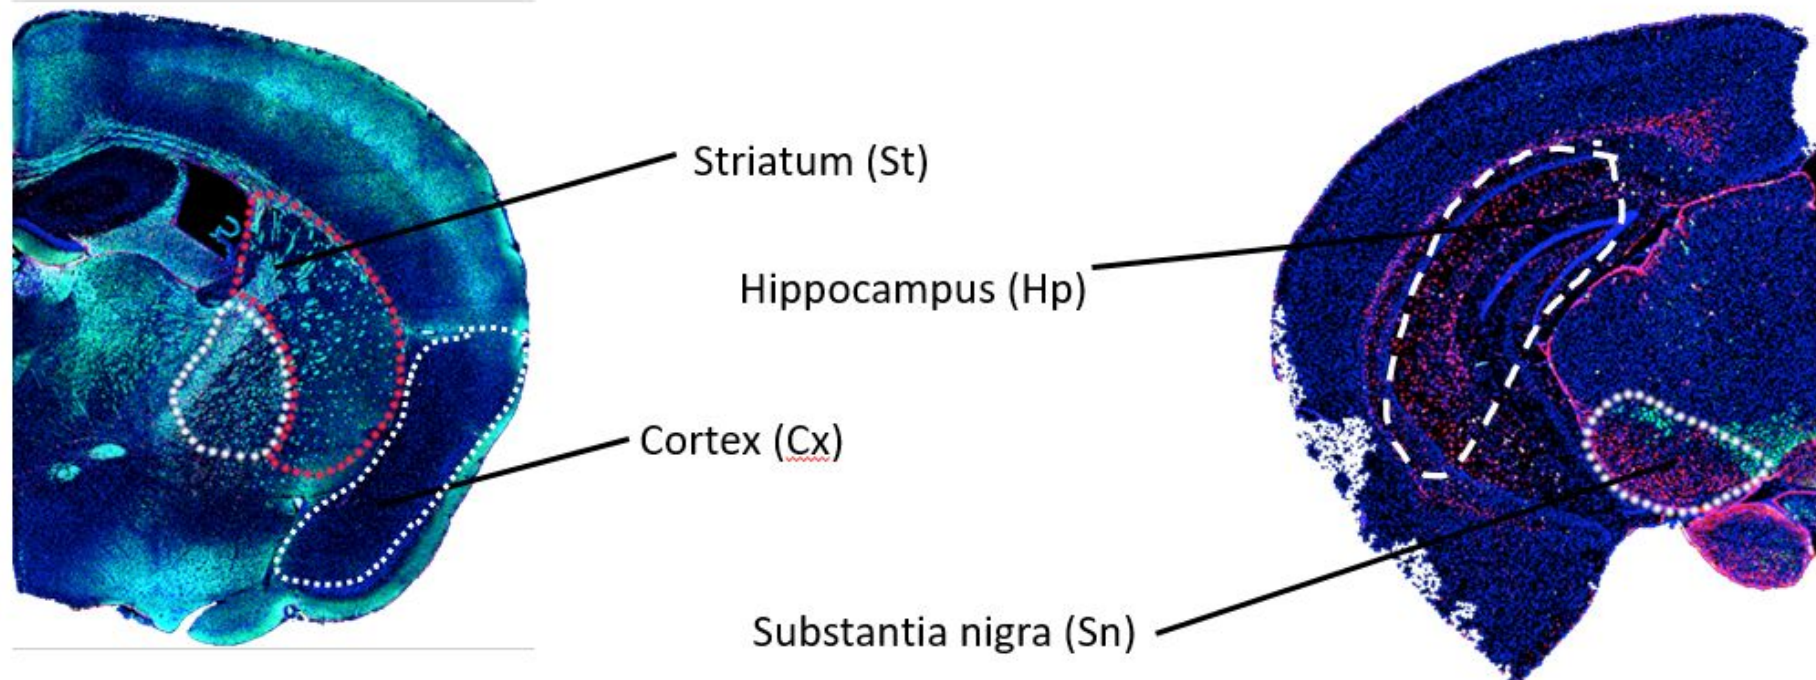 Striatum (St)
Hippocampus (Hp)
Cortex (Cx)
Substantia nigra (Sn)